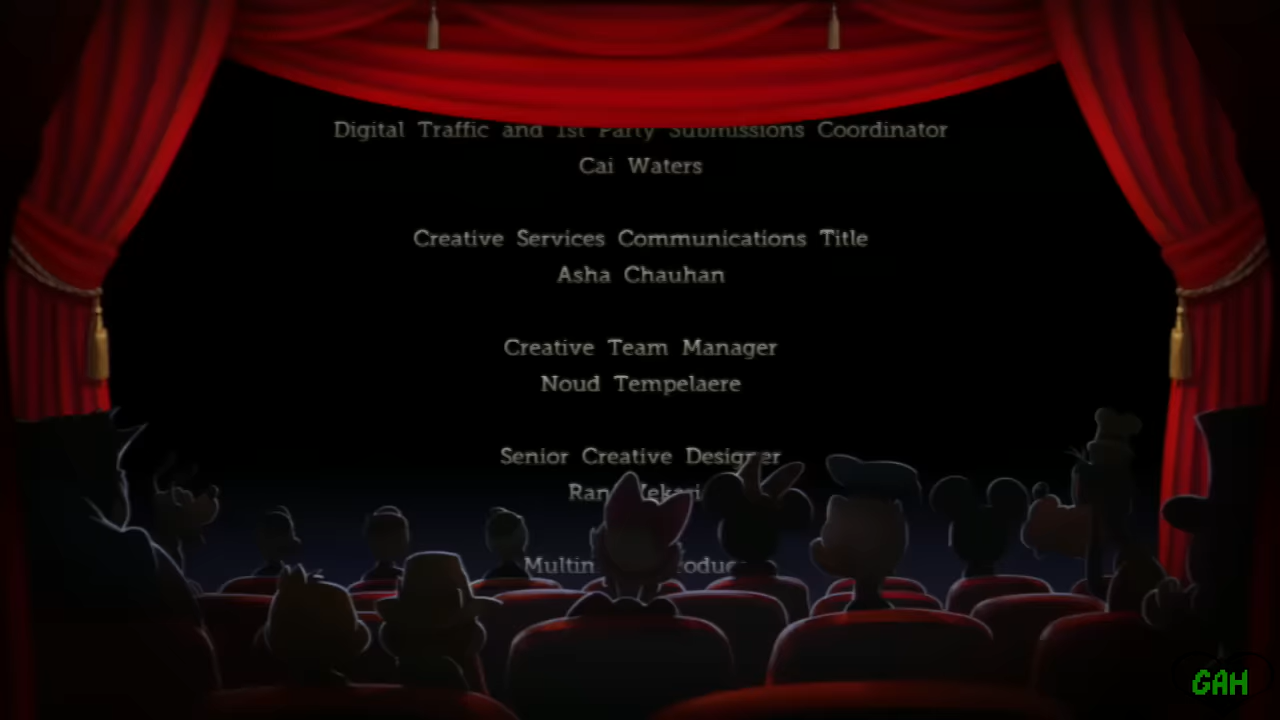 Digital Traffic and 1st Party Submissions Coordinator
Cai Waters
Creative Services Communications Title
Asha Chauhan
Creative Team Manager
Noud Tempelaere
Senior Creative Designer
GAH